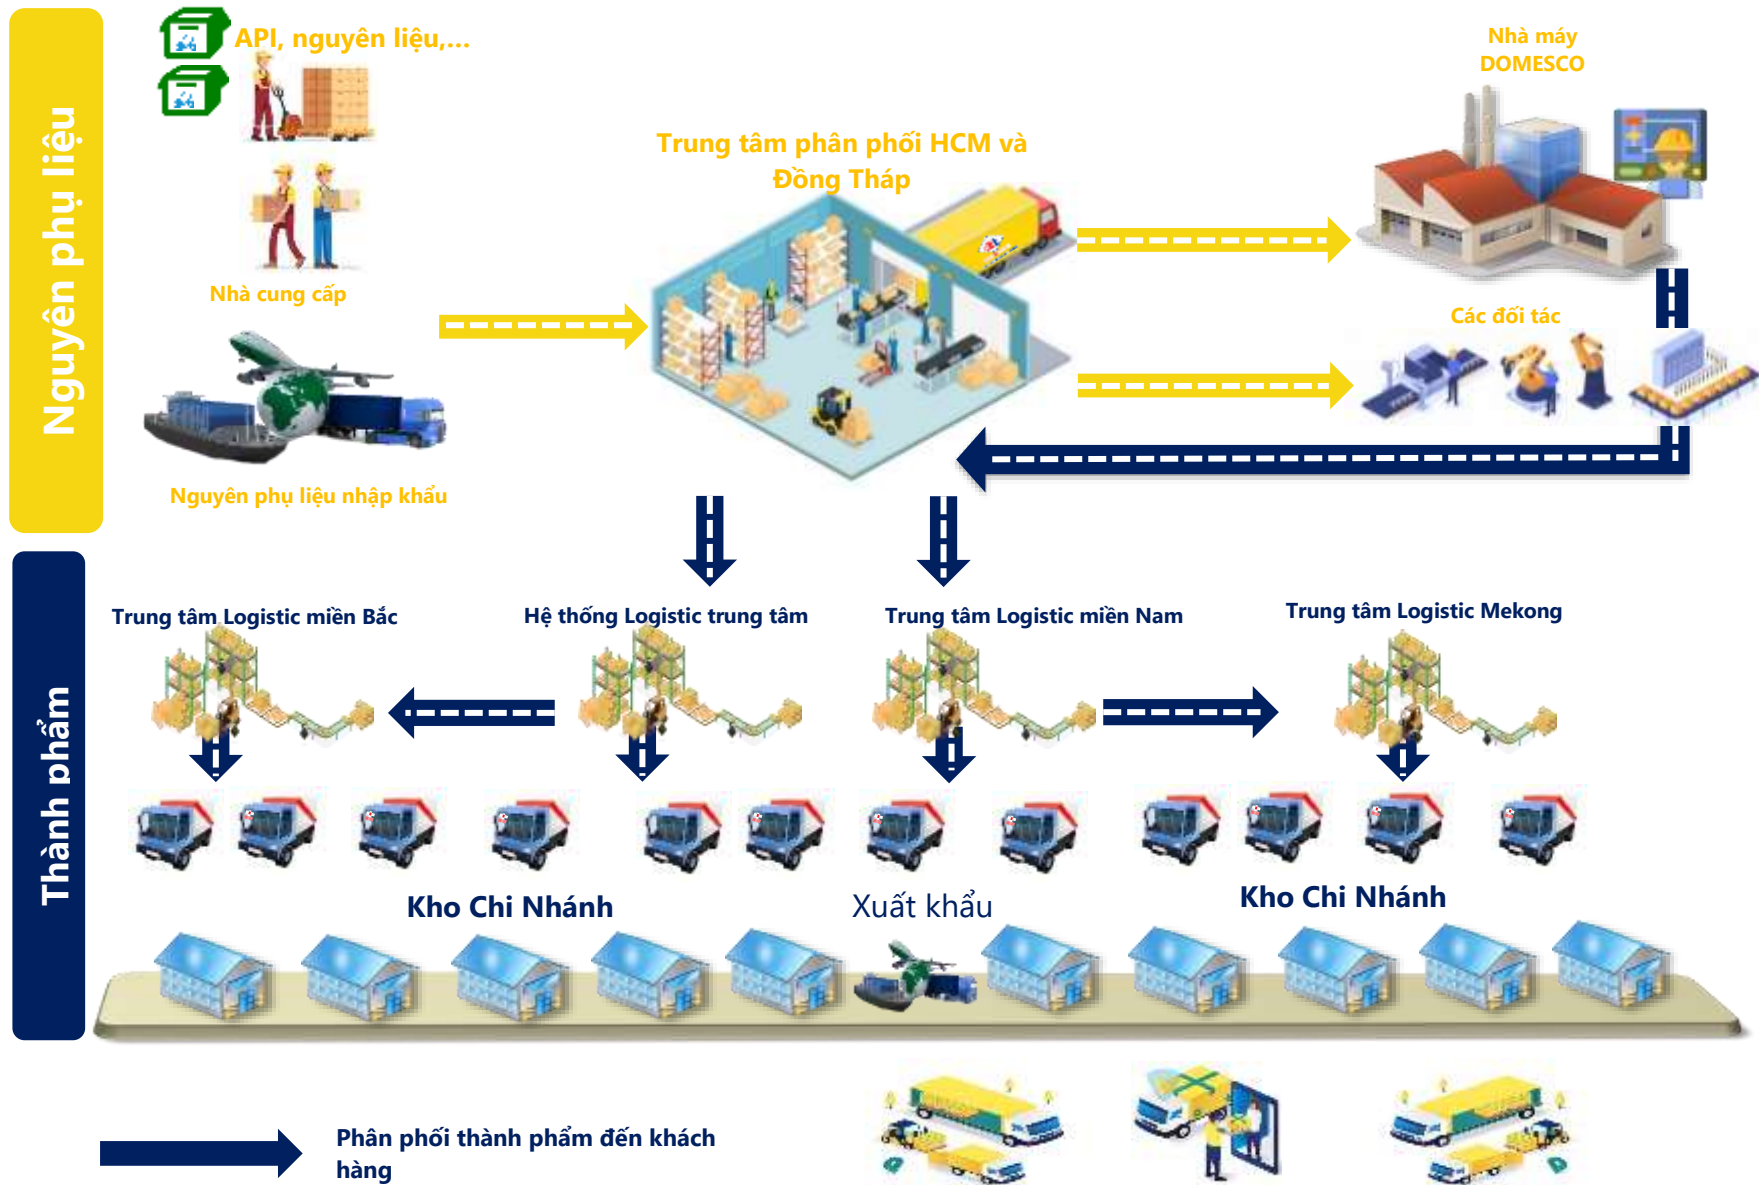 Nguyên phụ liệu
API, nguyên liệu,...
Nhà cung cấp
Nguyên phụ liệu nhập khẩu
Trung tâm phân phối HCM và
Đồng Tháp
Nhà máy
DOMESCO
Các đối tác
Thành phẩm
Trung tâm Logistic miền Bắc
Hệ thống Logistic trung tâm
Trung tâm Logistic miền Nam
Trung tâm Logistic Mekong
Kho Chi Nhánh
Xuất khẩu
Kho Chi Nhánh
Phân phối thành phẩm đến khách
hàng